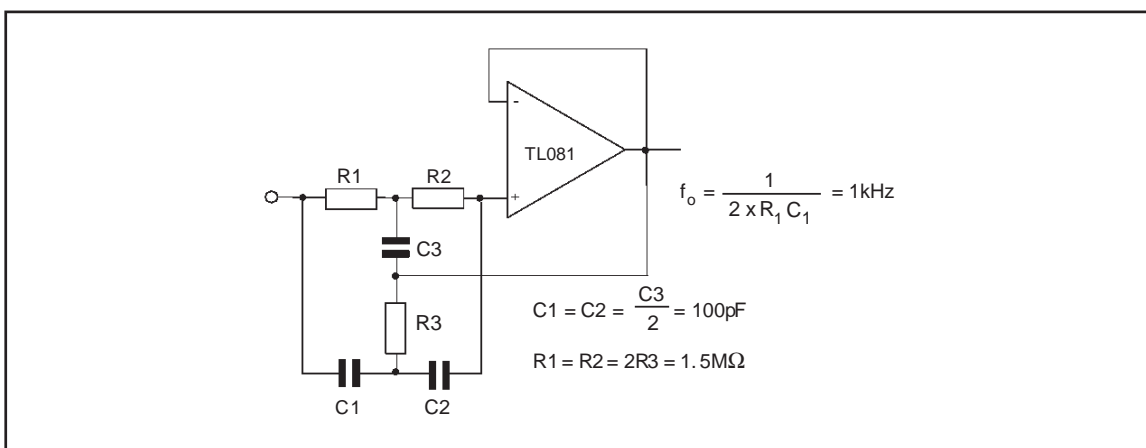 -
TL081
+
R1
R2
C3
R3
C1
C2
f_o = 1 / 2 x R_1 C_1 = 1kHz
C1 = C2 = C3 / 2 = 100pF
R1 = R2 = 2R3 = 1.5MΩ